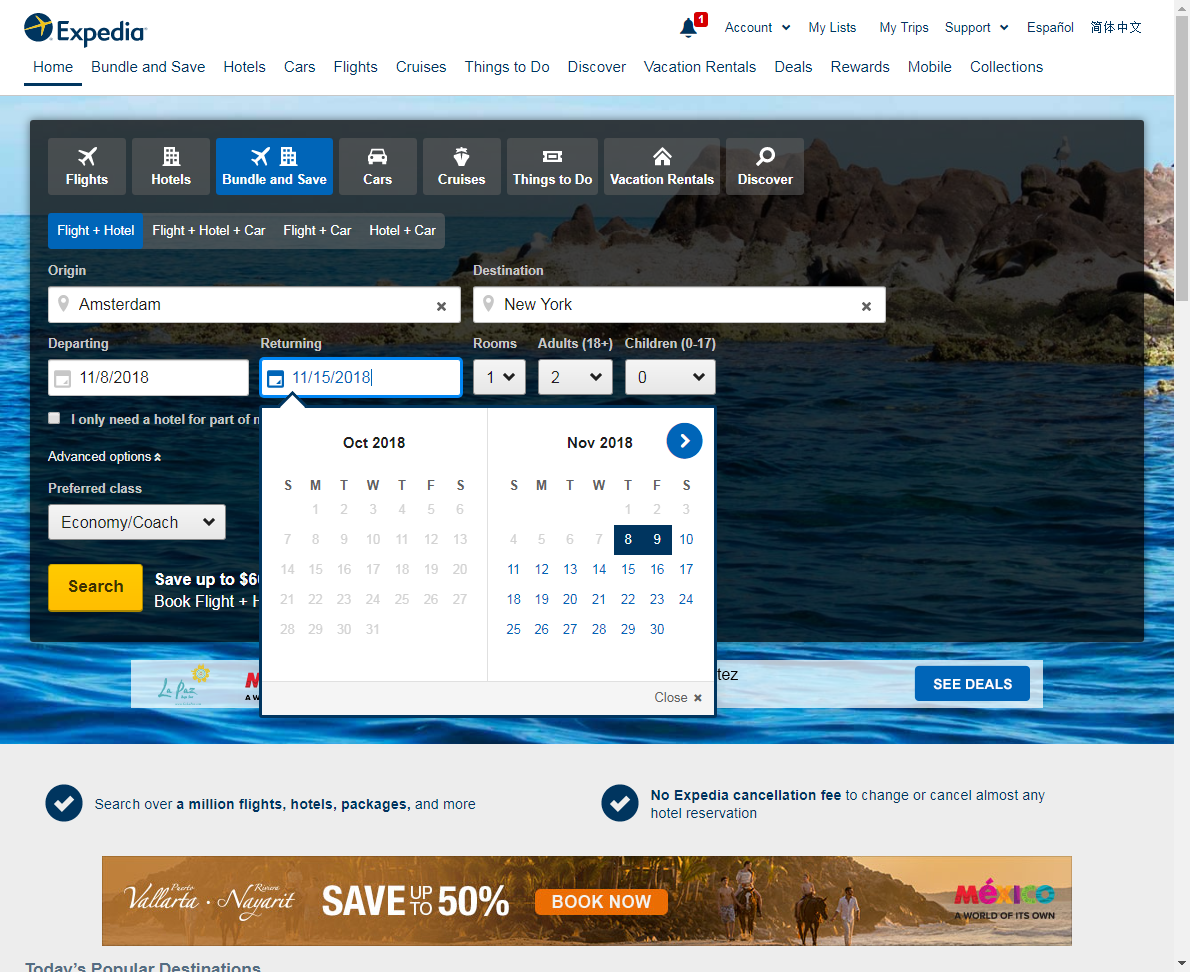 Expedia
1
Account
My Lists
My Trips
Support
Español
简体中文
Home
Bundle and Save
Hotels
Cars
Flights
Cruises
Things to Do
Discover
Vacation Rentals
Deals
Rewards
Mobile
Collections
Flights
Hotels
Bundle and Save
Cars
Cruises
Things to Do
Vacation Rentals
Discover
Flight + Hotel
Flight + Hotel + Car
Flight + Car
Hotel + Car
Origin
Destination
Amsterdam
New York
Departing
Returning
Rooms
Adults (18+)
Children (0-17)
11/8/2018
11/15/2018
1
2
0
I only need a hotel for part of
Advanced options
Preferred class
Economy/Coach
Search
Save up to $6
Book Flight + H
Oct 2018
S M T W T F S
1 2 3 4 5 6
7 8 9 10 11 12 13
14 15 16 17 18 19 20
21 22 23 24 25 26 27
28 29 30 31
Nov 2018
S M T W T F S
1 2 3
4 5 6 7 8 9 10
11 12 13 14 15 16 17
18 19 20 21 22 23 24
25 26 27 28 29 30
Close
La Paz
M
A W
tez
SEE DEALS
Search over a million flights, hotels, packages, and more
No Expedia cancellation fee to change or cancel almost any
hotel reservation
Puerto
Vallarta · Riviera
Nayarit
SAVE UP TO 50%
BOOK NOW
méxico
A WORLD OF ITS OWN
Today's Popular Destinations